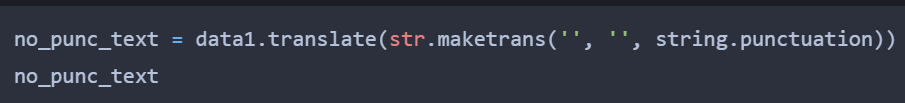 no_punc_text = data1.translate(str.maketrans('', '', string.punctuation))
no_punc_text